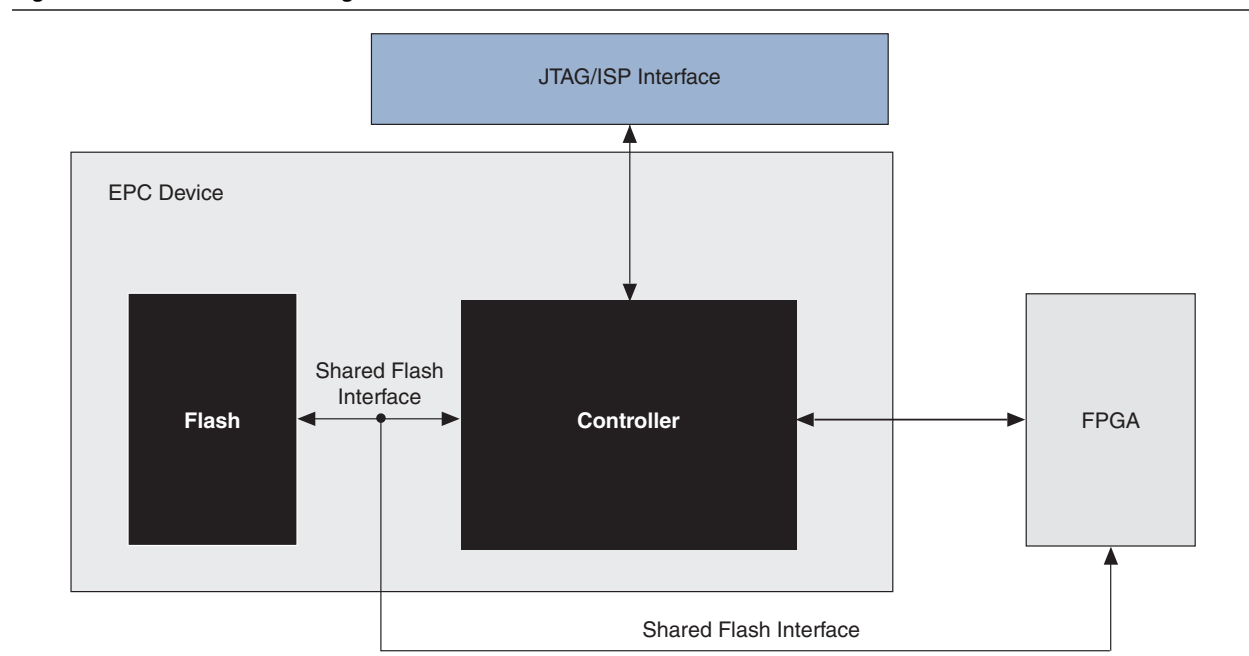 JTAG/ISP Interface
EPC Device
Shared Flash
Interface
Flash
Controller
FPGA
Shared Flash Interface